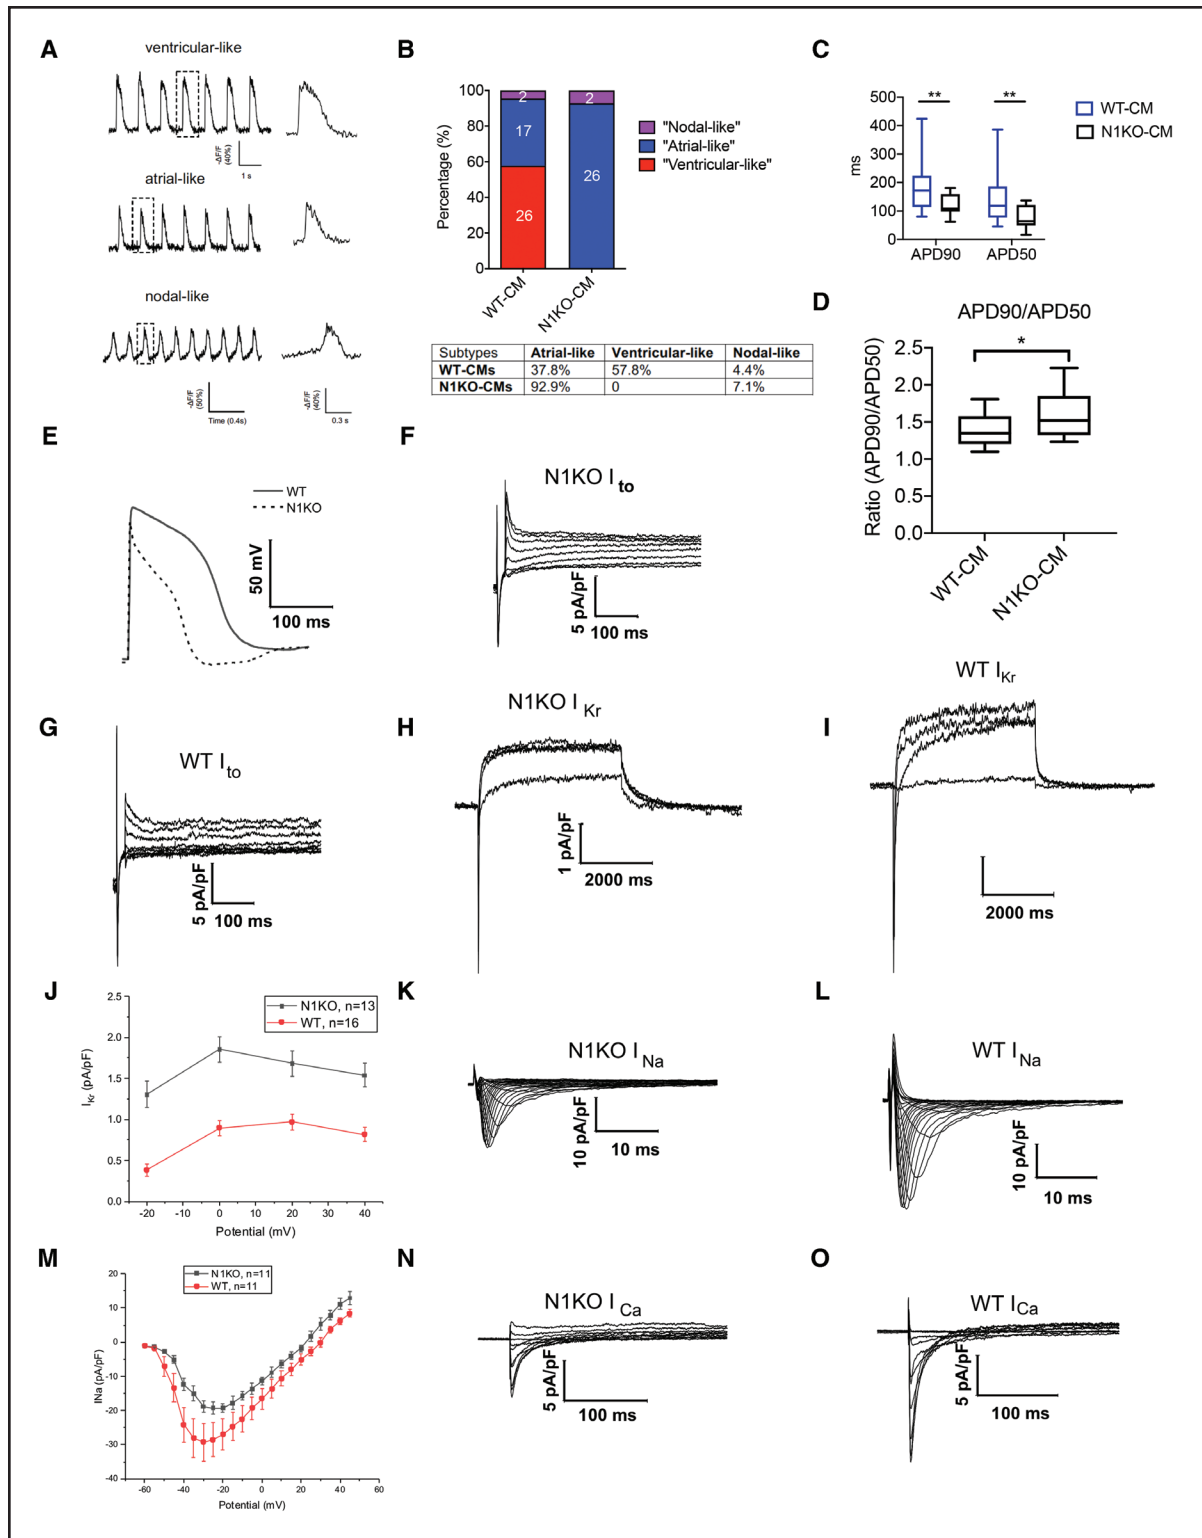 A
ventricular-like
-ΔF/F
(40%)
1 s
atrial-like
nodal-like
-ΔF/F
(50%)
Time (0.4s)
-ΔF/F
(40%)
0.3 s
B
Percentage (%)
100
80
60
40
20
0
2
17
26
2
26
WT-CM
N1KO-CM
"Nodal-like"
"Atrial-like"
"Ventricular-like"
Subtypes Atrial-like Ventricular-like Nodal-like
WT-CMs 37.8% 57.8% 4.4%
N1KO-CMs 92.9% 0 7.1%
C
ms
500
400
300
200
100
0
**
**
APD90
APD50
WT-CM
N1KO-CM
D
APD90/APD50
Ratio (APD90/APD50)
2.5
2.0
1.5
1.0
0.5
0.0
*
WT-CM
N1KO-CM
E
WT
N1KO
50 mV
100 ms
F
N1KO I to
5 pA/pF
100 ms
G
WT I to
5 pA/pF
100 ms
H
N1KO I Kr
1 pA/pF
2000 ms
I
WT I Kr
2000 ms
J
I Kr (pA/pF)
2.5
2.0
1.5
1.0
0.5
0.0
-20 -10 0 10 20 30 40
Potential (mV)
N1KO, n=13
WT, n=16
K
N1KO I Na
10 pA/pF
10 ms
L
WT I Na
10 pA/pF
10 ms
M
INa (pA/pF)
20
10
0
-10
-20
-30
-40
-60 -40 -20 0 20 40 60
Potential (mV)
N1KO, n=11
WT, n=11
N
N1KO I Ca
5 pA/pF
100 ms
O
WT I Ca
5 pA/pF
100 ms